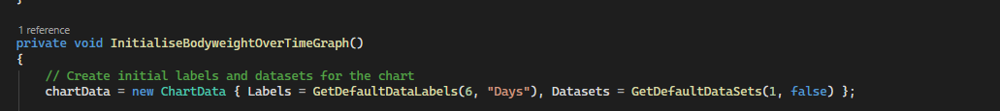 }
1 reference
private void InitialiseBodyweightOverTimeGraph()
{
// Create initial labels and datasets for the chart
chartData = new ChartData { Labels = GetDefaultDataLabels(6, "Days"), Datasets = GetDefaultDataSets(1, false) };